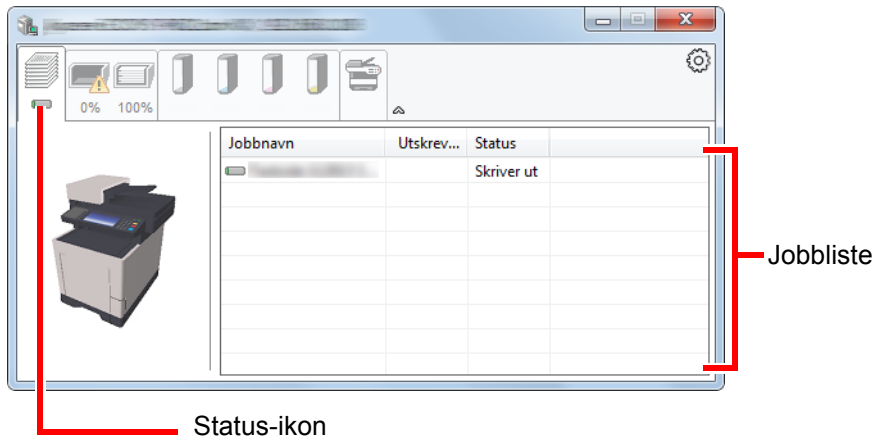 0% 100%
Jobbnavn Utskrev... Status
Skriver ut
Jobbliste
Status-ikon